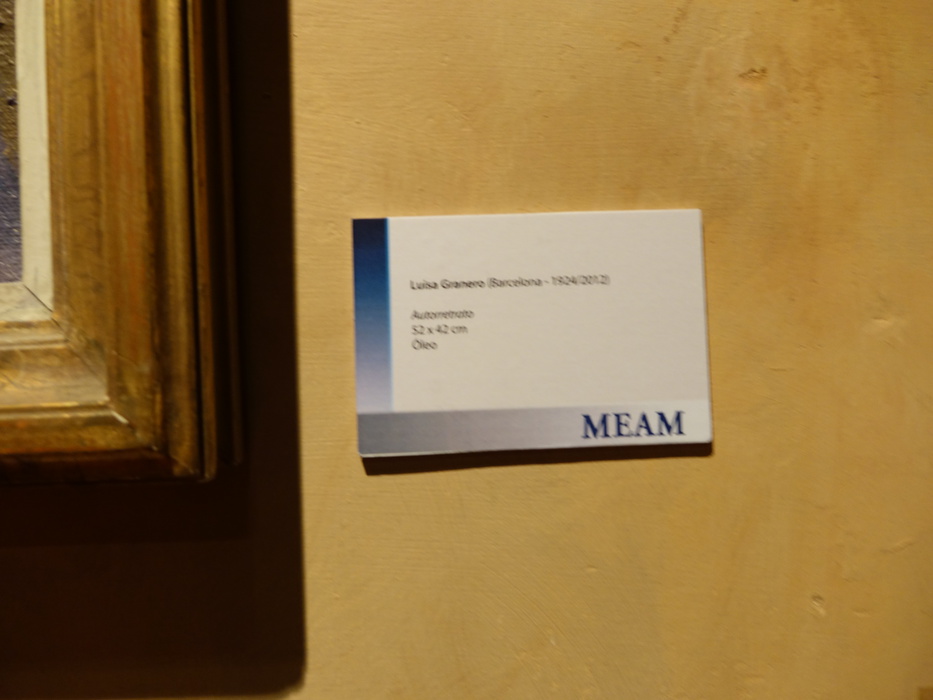 Luisa Granero (Barcelona - 1924/2012)
Autorretrato
52 x 42 cm
Óleo
MEAM